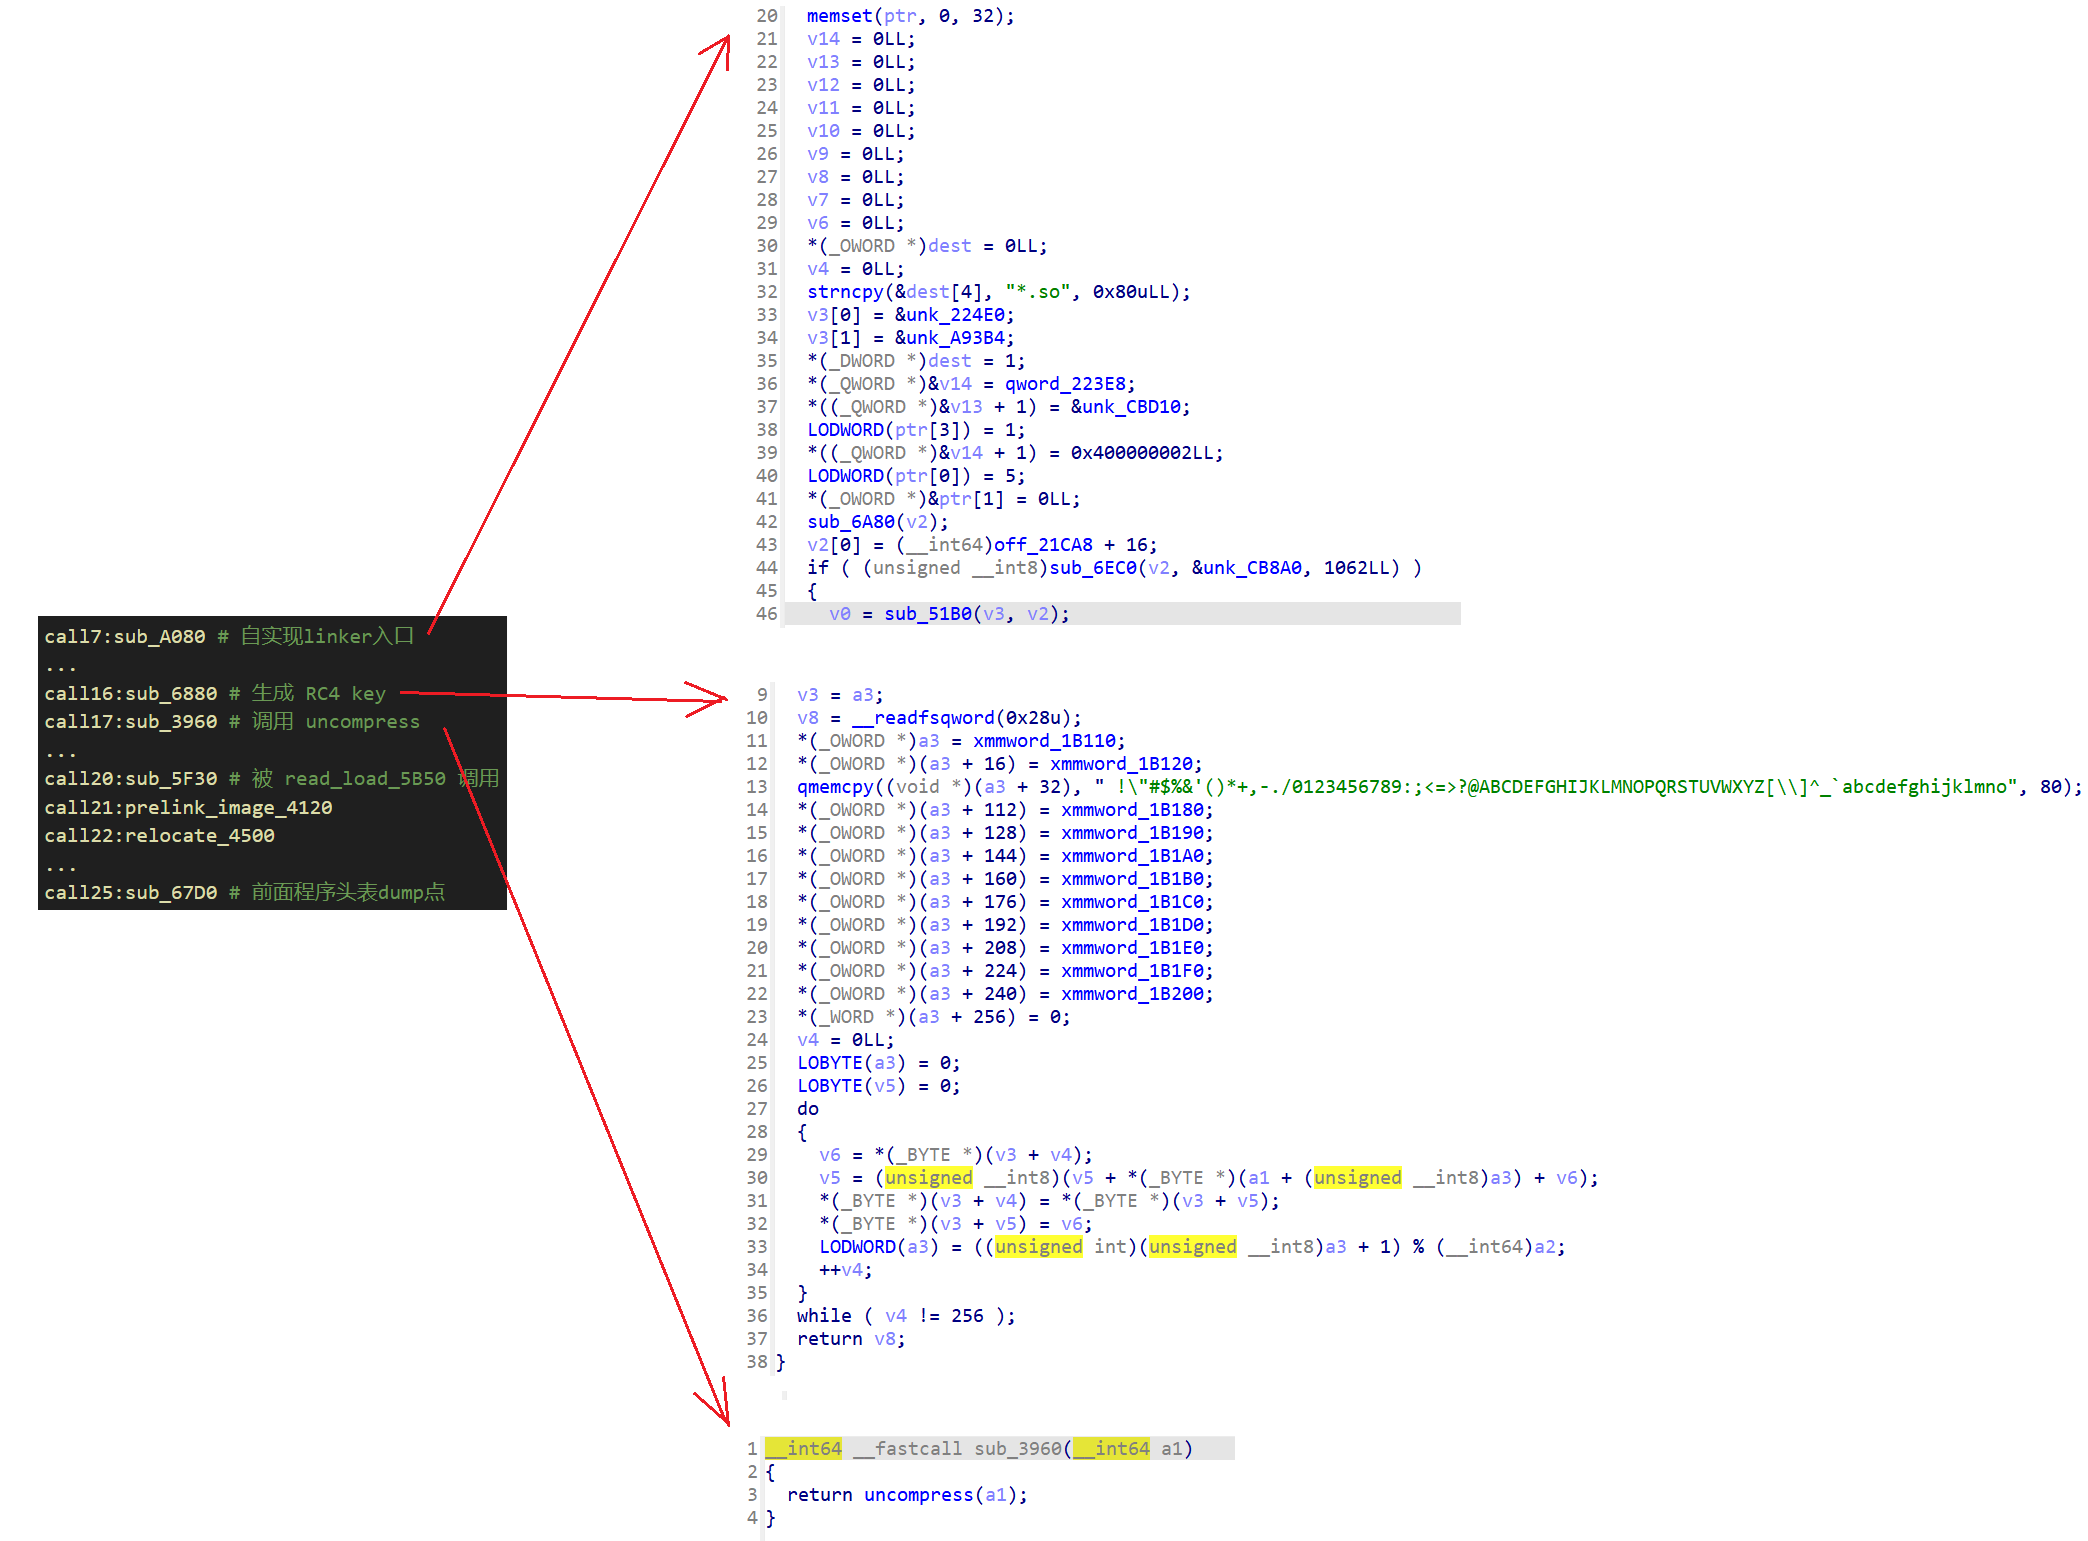 call7:sub_A080 # 自实现linker入口
...
call16:sub_6880 # 生成 RC4 key
call17:sub_3960 # 调用 uncompress
...
call20:sub_5F30 # 被 read_load_5B50 调用
call21:prelink_image_4120
call22:relocate_4500
...
call25:sub_67D0 # 前面程序头表dump点
20 memset(ptr, 0, 32);
21 v14 = 0LL;
22 v13 = 0LL;
23 v12 = 0LL;
24 v11 = 0LL;
25 v10 = 0LL;
26 v9 = 0LL;
27 v8 = 0LL;
28 v7 = 0LL;
29 v6 = 0LL;
30 *(_OWORD *)dest = 0LL;
31 v4 = 0LL;
32 strncpy(&dest[4], "*.so", 0x80uLL);
33 v3[0] = &unk_224E0;
34 v3[1] = &unk_A93B4;
35 *(_DWORD *)dest = 1;
36 *(_QWORD *)&v14 = qword_223E8;
37 *((_QWORD *)&v13 + 1) = &unk_CBD10;
38 LODWORD(ptr[3]) = 1;
39 *((_QWORD *)&v14 + 1) = 0x400000002LL;
40 LODWORD(ptr[0]) = 5;
41 *(_OWORD *)&ptr[1] = 0LL;
42 sub_6A80(v2);
43 v2[0] = (__int64)off_21CA8 + 16;
44 if ( (unsigned __int8)sub_6EC0(v2, &unk_CB8A0, 1062LL) )
45 {
46 v0 = sub_51B0(v3, v2);
9 v3 = a3;
10 v8 = __readfsqword(0x28u);
11 *(_OWORD *)a3 = xmmword_1B110;
12 *(_OWORD *)(a3 + 16) = xmmword_1B120;
13 qmemcpy((void *)(a3 + 32), " !\"#$%&'()*+,-./0123456789:;<=>?@ABCDEFGHIJKLMNOPQRSTUVWXYZ[\\]^_`abcdefghijklmno", 80);
14 *(_OWORD *)(a3 + 112) = xmmword_1B180;
15 *(_OWORD *)(a3 + 128) = xmmword_1B190;
16 *(_OWORD *)(a3 + 144) = xmmword_1B1A0;
17 *(_OWORD *)(a3 + 160) = xmmword_1B1B0;
18 *(_OWORD *)(a3 + 176) = xmmword_1B1C0;
19 *(_OWORD *)(a3 + 192) = xmmword_1B1D0;
20 *(_OWORD *)(a3 + 208) = xmmword_1B1E0;
21 *(_OWORD *)(a3 + 224) = xmmword_1B1F0;
22 *(_OWORD *)(a3 + 240) = xmmword_1B200;
23 *(_WORD *)(a3 + 256) = 0;
24 v4 = 0LL;
25 LOBYTE(a3) = 0;
26 LOBYTE(v5) = 0;
27 do
28 {
29 v6 = *(_BYTE *)(v3 + v4);
30 v5 = (unsigned __int8)(v5 + *(_BYTE *)(a1 + (unsigned __int8)a3) + v6);
31 *(_BYTE *)(v3 + v4) = *(_BYTE *)(v3 + v5);
32 *(_BYTE *)(v3 + v5) = v6;
33 LODWORD(a3) = ((unsigned int)(unsigned __int8)a3 + 1) % (__int64)a2;
34 ++v4;
35 }
36 while ( v4 != 256 );
37 return v8;
38 }
1 __int64 __fastcall sub_3960(__int64 a1)
2 {
3 return uncompress(a1);
4 }